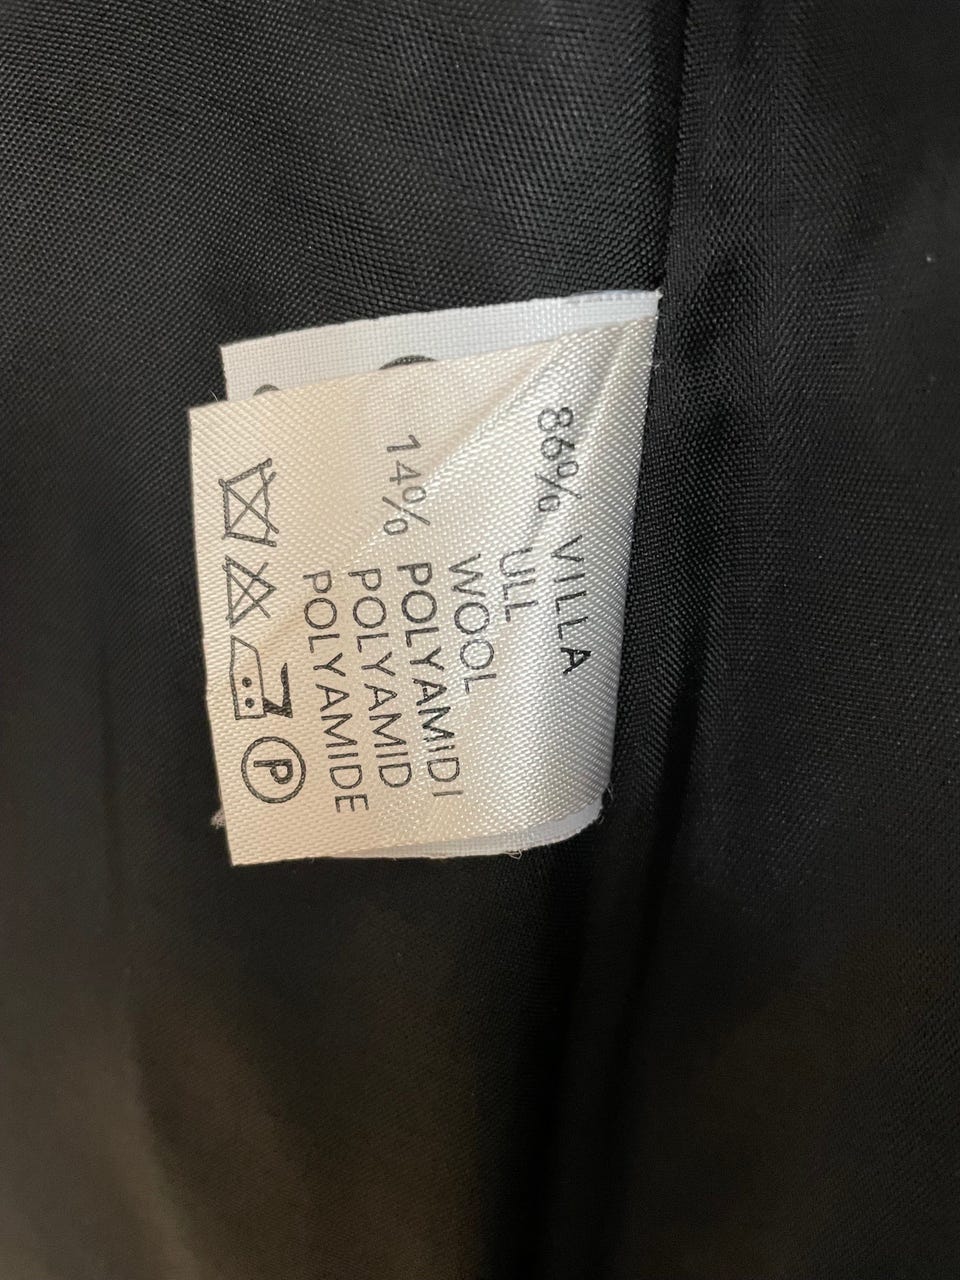 86% VILLA
ULL
WOOL
14% POLYAMIDI
POLYAMID
POLYAMIDE
P